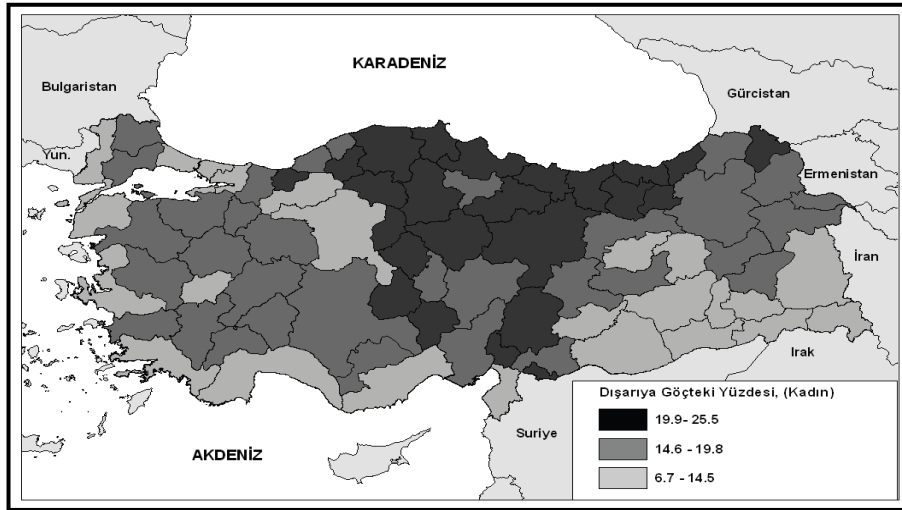 KARADENİZ
Bulgaristan
Gürcistan
Yun.
Ermenistan
İran
Irak
Suriye
AKDENİZ
Dışarıya Göçteki Yüzdesi, (Kadın)
19.9- 25.5
14.6 - 19.8
6.7 - 14.5